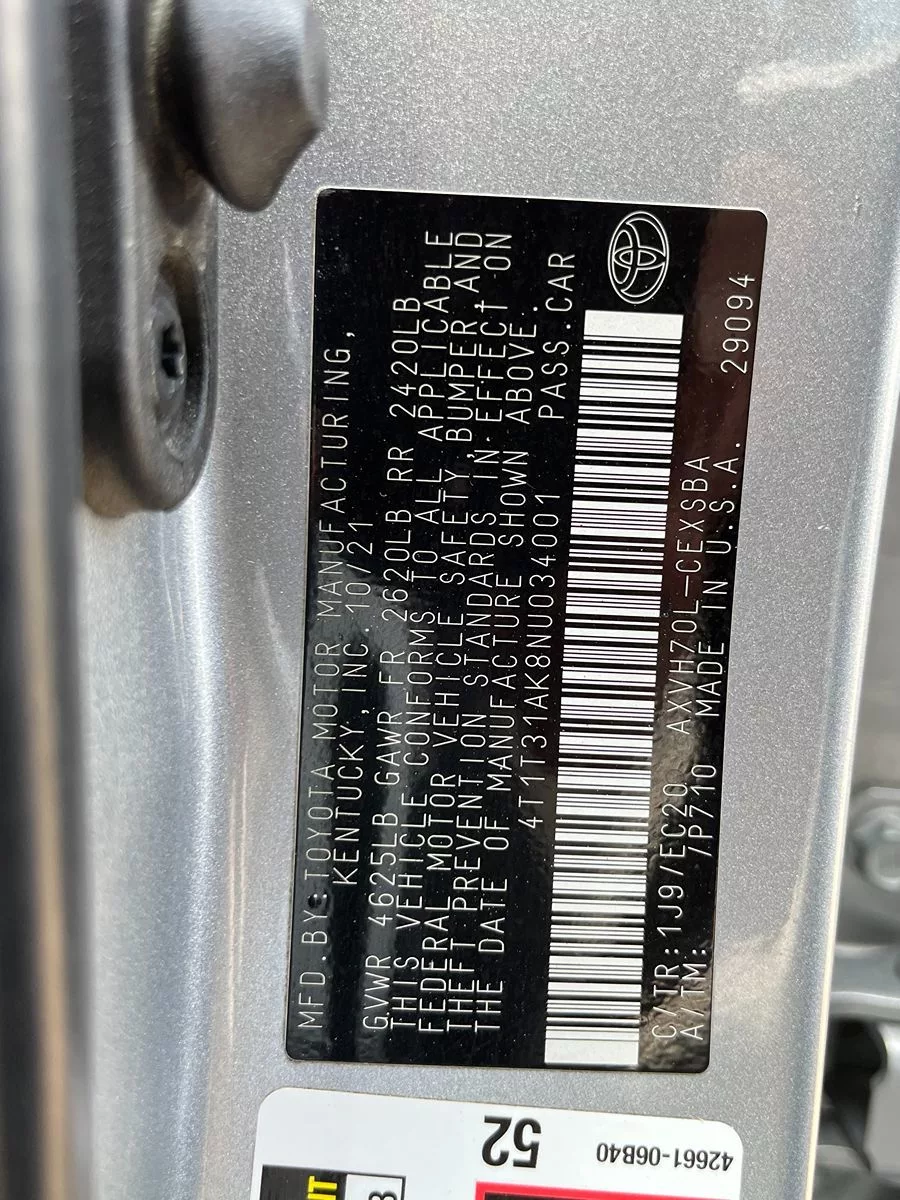 MFD.BY:TOYOTA MOTOR MANUFACTURING,
KENTUCKY,INC. 10/21
GVWR 4625LB GAWR FR 2620LB RR 2420LB
THIS VEHICLE CONFORMS TO ALL APPLICABLE
FEDERAL MOTOR VEHICLE SAFETY,BUMPER,AND
THEFT PREVENTION STANDARDS IN EFFECT ON
THE DATE OF MANUFACTURE SHOWN ABOVE.
4T1T31AK8NU034001 PASS.CAR
C/TR:1J9/EC20 AXVH70L-CEXSBA
A/TM: /P710 MADE IN U.S.A. 29094
52
42661-06B40